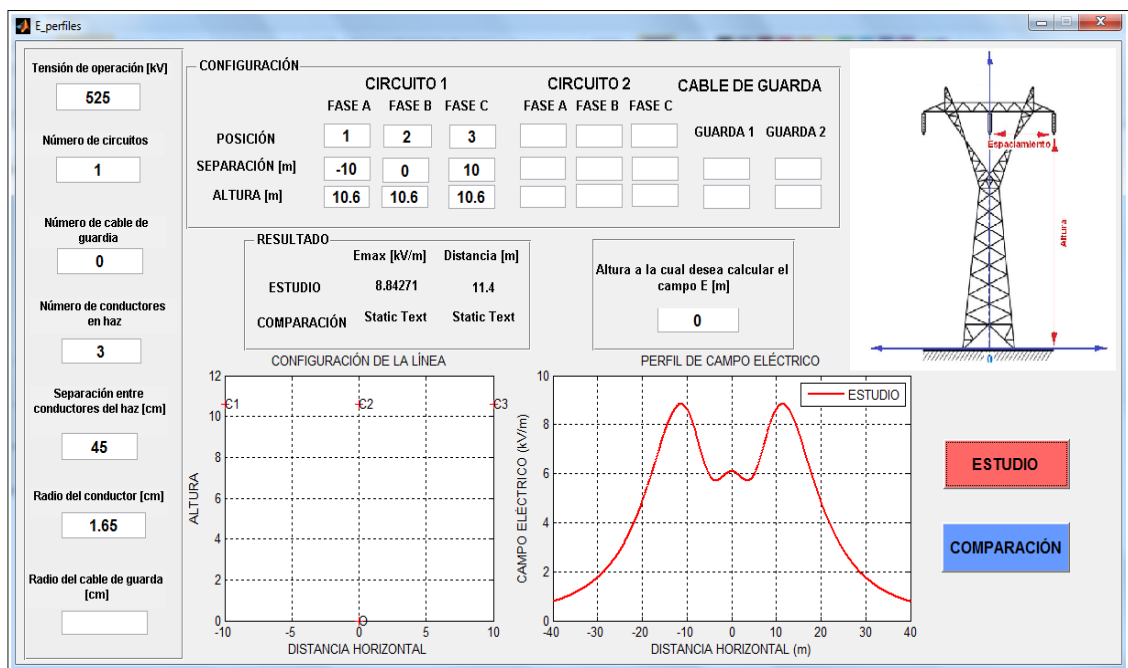 E_perfiles
Tensión de operación [kV]
525
Número de circuitos
1
Número de cable de
guardia
0
Número de conductores
en haz
3
Separación entre
conductores del haz [cm]
45
Radio del conductor [cm]
1.65
Radio del cable de guarda
[cm]
CONFIGURACIÓN
CIRCUITO 1 CIRCUITO 2 CABLE DE GUARDA
FASE A FASE B FASE C FASE A FASE B FASE C
GUARDA 1 GUARDA 2
POSICIÓN 1 2 3
SEPARACIÓN [m] -10 0 10
ALTURA [m] 10.6 10.6 10.6
RESULTADO
Emax [kV/m] Distancia [m]
ESTUDIO 8.84271 11.4
COMPARACIÓN Static Text Static Text
Altura a la cual desea calcular el
campo E [m]
0
Espaciamiento
Altura
0
CONFIGURACIÓN DE LA LÍNEA
12
10
8
6
4
2
0
ALTURA
C1 C2 C3
O
-10 -5 0 5 10
DISTANCIA HORIZONTAL
PERFIL DE CAMPO ELÉCTRICO
ESTUDIO
10
8
6
4
2
0
CAMPO ELÉCTRICO (kV/m)
-40 -30 -20 -10 0 10 20 30 40
DISTANCIA HORIZONTAL (m)
ESTUDIO
COMPARACIÓN